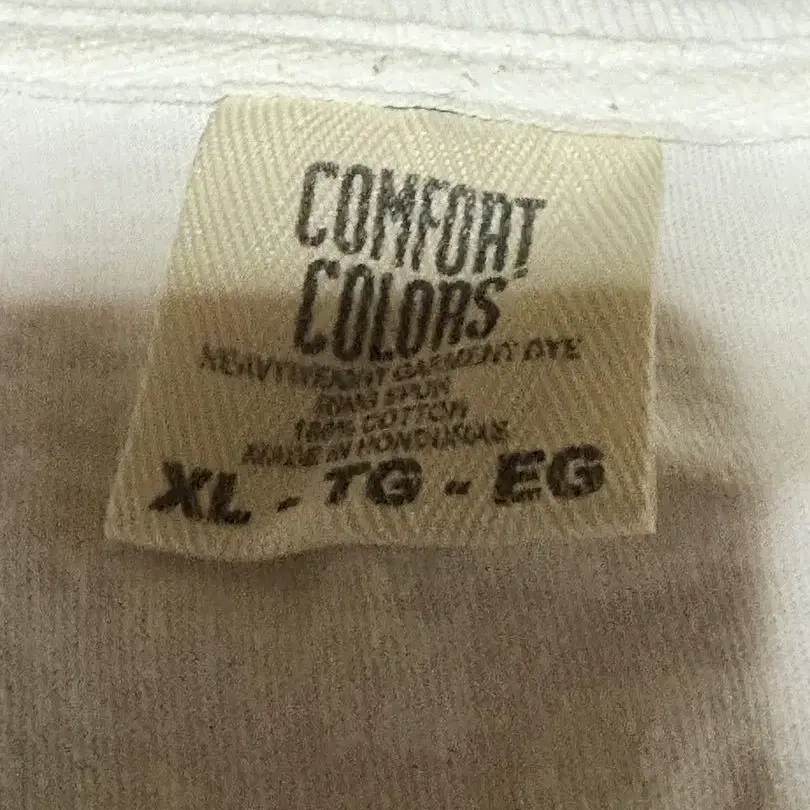 COMFORT
COLORS
HEAVYWEIGHT GARMENT DYE
RING SPUN
100% COTTON
MADE IN HONDURAS
XL - TG - EG